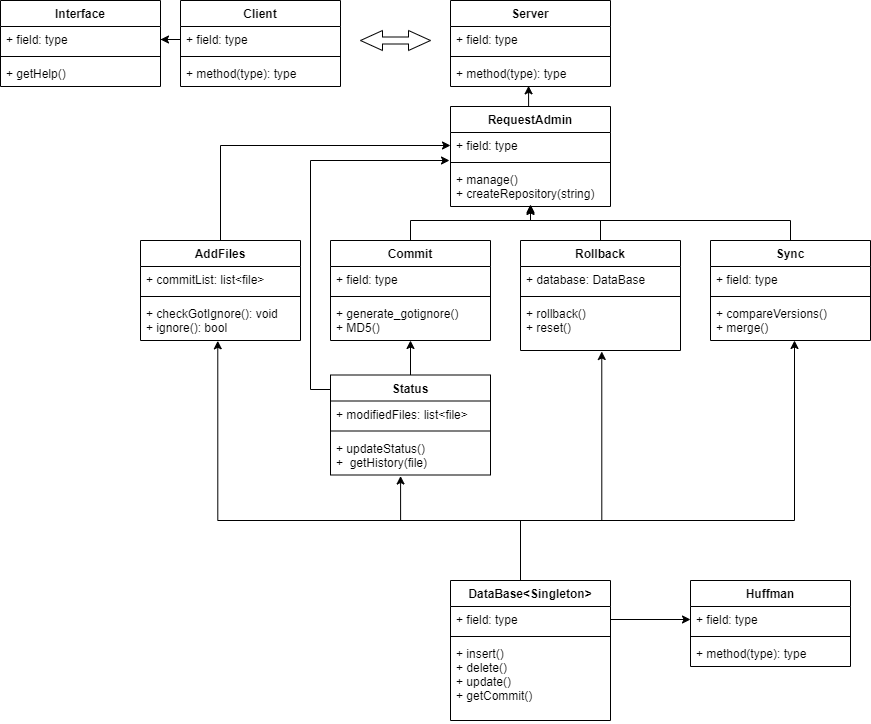 Interface
+ field: type
+ getHelp()
Client
+ field: type
+ method(type): type
Server
+ field: type
+ method(type): type
RequestAdmin
+ field: type
+ manage()
+ createRepository(string)
AddFiles
+ commitList: list<file>
+ checkGotIgnore(): void
+ ignore(): bool
Commit
+ field: type
+ generate_gotignore()
+ MD5()
Rollback
+ database: DataBase
+ rollback()
+ reset()
Sync
+ field: type
+ compareVersions()
+ merge()
Status
+ modifiedFiles: list<file>
+ updateStatus()
+ getHistory(file)
DataBase<Singleton>
+ field: type
+ insert()
+ delete()
+ update()
+ getCommit()
Huffman
+ field: type
+ method(type): type